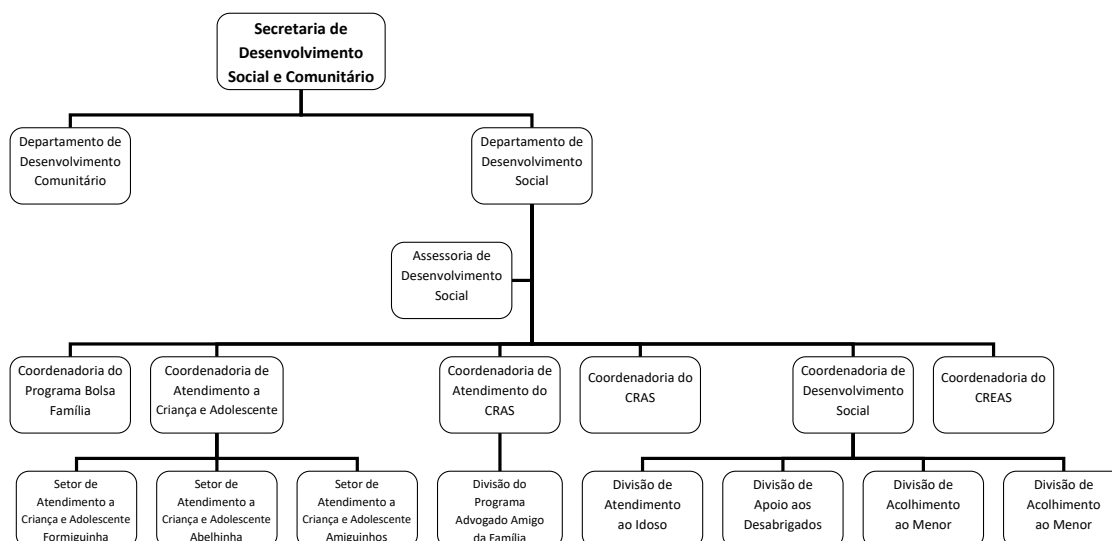 Secretaria de
Desenvolvimento
Social e Comunitário
Departamento de
Desenvolvimento
Comunitário
Departamento de
Desenvolvimento
Social
Assessoria de
Desenvolvimento
Social
Coordenadoria do
Programa Bolsa
Família
Coordenadoria de
Atendimento a
Criança e Adolescente
Coordenadoria de
Atendimento do
CRAS
Coordenadoria do
CRAS
Coordenadoria de
Desenvolvimento
Social
Coordenadoria do
CREAS
Setor de
Atendimento a
Criança e Adolescente
Formiguinha
Setor de
Atendimento a
Criança e Adolescente
Abelhinha
Setor de
Atendimento a
Criança e Adolescente
Amiguinhos
Divisão do
Programa
Advogado Amigo
da Família
Divisão de
Atendimento
ao Idoso
Divisão de
Apoio aos
Desabrigados
Divisão de
Acolhimento
ao Menor
Divisão de
Acolhimento
ao Menor